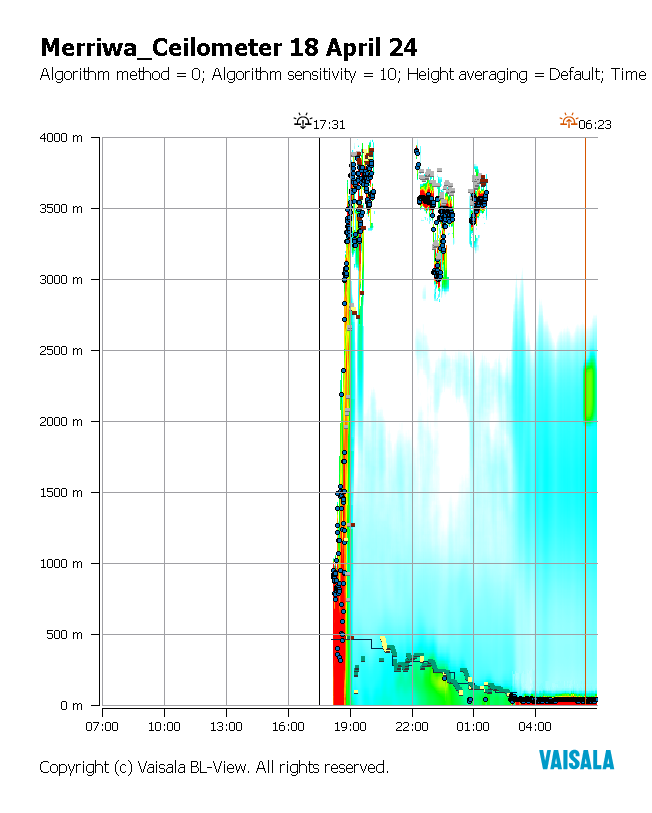 Merriwa_Ceilometer 18 April 24
Algorithm method = 0; Algorithm sensitivity = 10; Height averaging = Default; Time
17:31 06:23
4000 m
3500 m
3000 m
2500 m
2000 m
1500 m
1000 m
500 m
0 m
07:00 10:00 13:00 16:00 19:00 22:00 01:00 04:00
Copyright (c) Vaisala BL-View. All rights reserved.
VAISALA